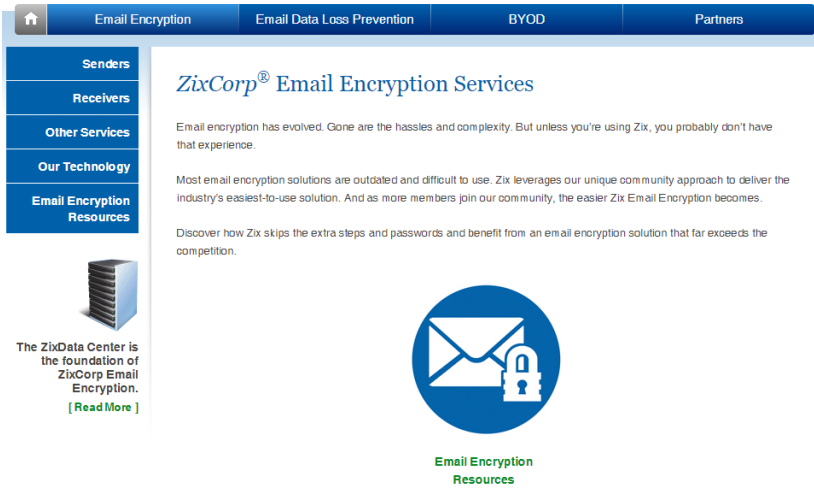 Email Encryption
Email Data Loss Prevention
BYOD
Partners
Senders
Receivers
Other Services
Our Technology
Email Encryption
Resources
The ZixData Center is
the foundation of
ZixCorp Email
Encryption.
[ Read More ]
ZixCorp® Email Encryption Services
Email encryption has evolved. Gone are the hassles and complexity. But unless you're using Zix, you probably don't have
that experience.
Most email encryption solutions are outdated and difficult to use. Zix leverages our unique community approach to deliver the
industry's easiest-to-use solution. And as more members join our community, the easier Zix Email Encryption becomes.
Discover how Zix skips the extra steps and passwords and benefit from an email encryption solution that far exceeds the
competition.
Email Encryption
Resources